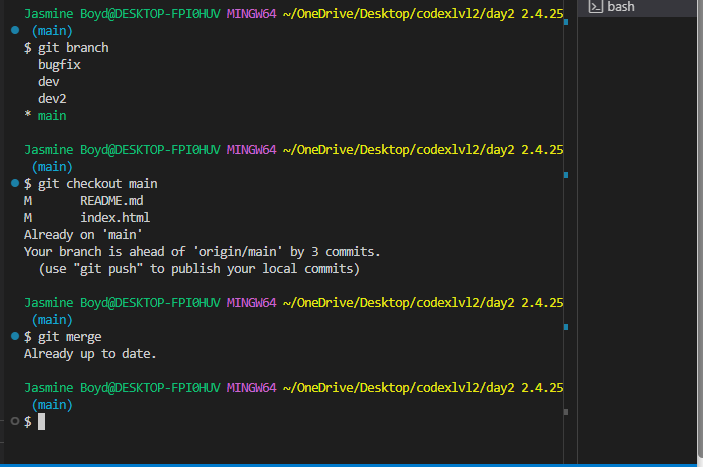 bash
Jasmine Boyd@DESKTOP-FPI0HUV MINGW64 ~/OneDrive/Desktop/codexlvl2/day2 2.4.25
(main)
$ git branch
bugfix
dev
dev2
* main
Jasmine Boyd@DESKTOP-FPI0HUV MINGW64 ~/OneDrive/Desktop/codexlvl2/day2 2.4.25
(main)
$ git checkout main
M       README.md
M       index.html
Already on 'main'
Your branch is ahead of 'origin/main' by 3 commits.
(use "git push" to publish your local commits)
Jasmine Boyd@DESKTOP-FPI0HUV MINGW64 ~/OneDrive/Desktop/codexlvl2/day2 2.4.25
(main)
$ git merge
Already up to date.
Jasmine Boyd@DESKTOP-FPI0HUV MINGW64 ~/OneDrive/Desktop/codexlvl2/day2 2.4.25
(main)
$